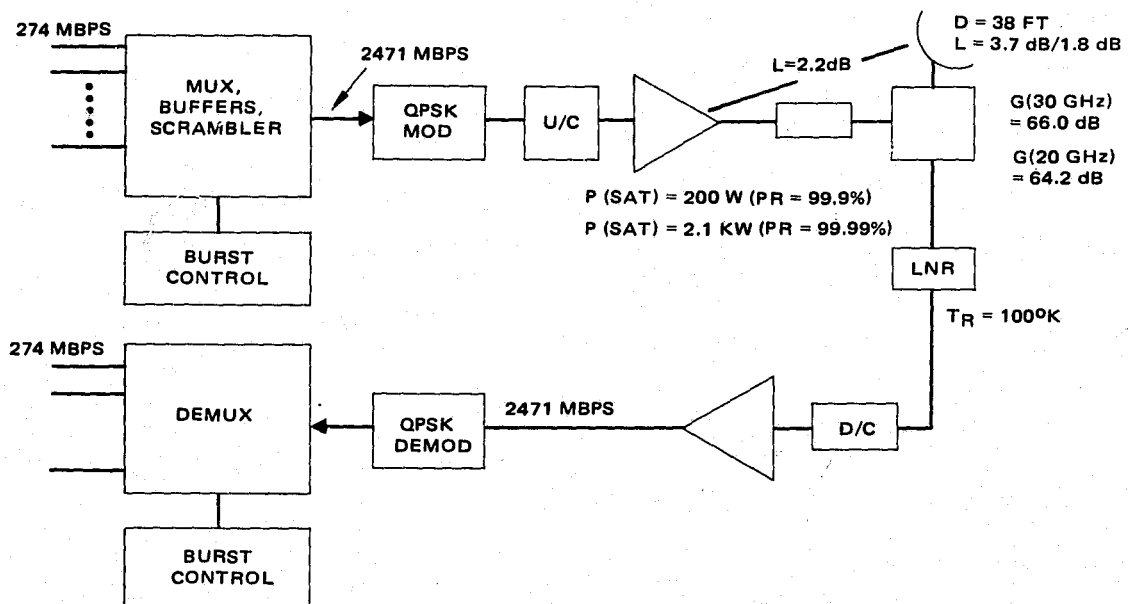 274 MBPS
MUX,
BUFFERS,
SCRAMBLER
2471 MBPS
QPSK
MOD
U/C
L=2.2dB
D = 38 FT
L = 3.7 dB/1.8 dB
G(30 GHz)
= 66.0 dB
G(20 GHz)
= 64.2 dB
P (SAT) = 200 W (PR = 99.9%)
P (SAT) = 2.1 KW (PR = 99.99%)
BURST
CONTROL
LNR
TR = 100ºK
274 MBPS
DEMUX
QPSK
DEMOD
2471 MBPS
D/C
BURST
CONTROL